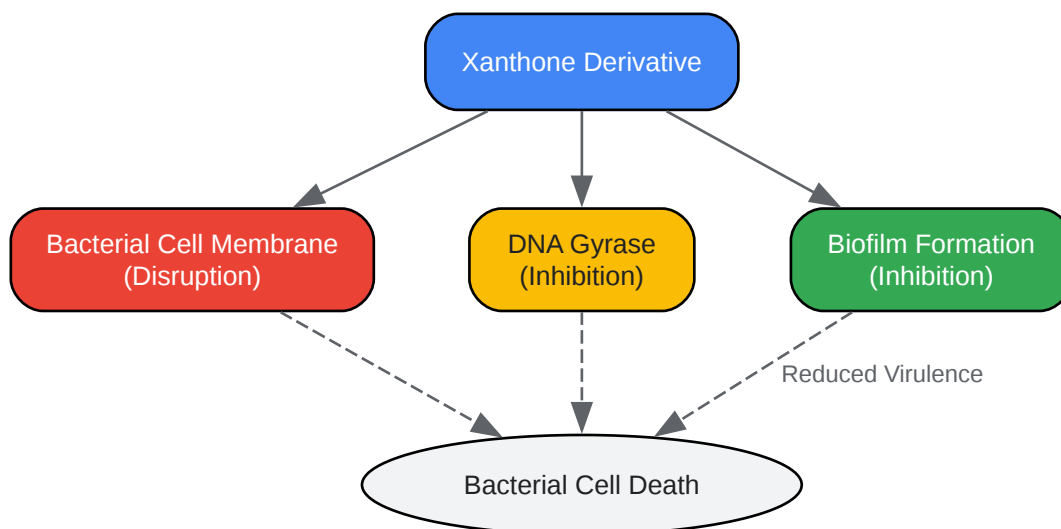 Xanthone Derivative
Bacterial Cell Membrane
(Disruption)
DNA Gyrase
(Inhibition)
Biofilm Formation
(Inhibition)
Reduced Virulence
Bacterial Cell Death